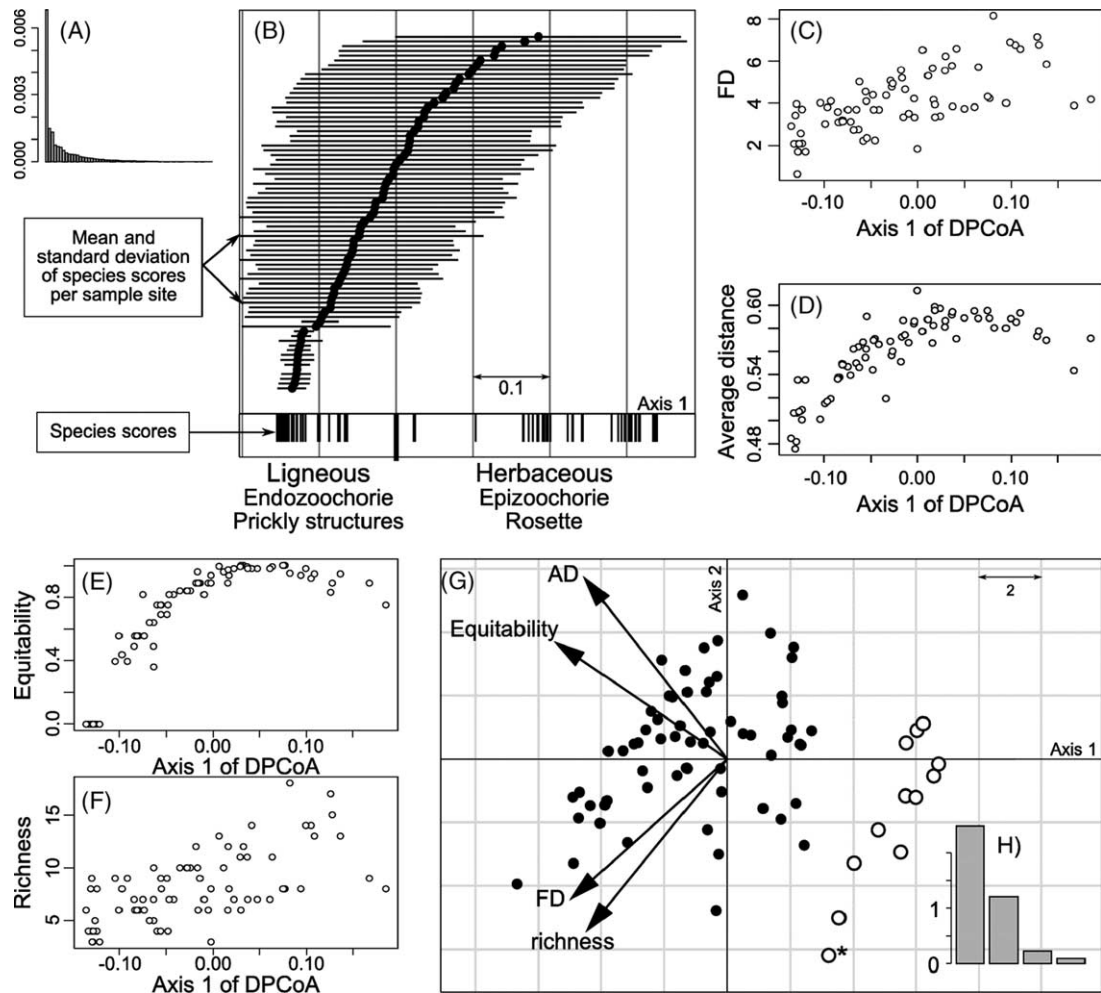 (A)
0.006
0.003
0.000
(B)
Mean and
standard deviation
of species scores
per sample site
0.1
Axis 1
Species scores
Ligneous
Endozoochorie
Prickly structures
Herbaceous
Epizoochorie
Rosette
(C)
FD
8
6
4
2
-0.10 0.00 0.10
Axis 1 of DPCoA
(D)
Average distance
0.60
0.54
0.48
-0.10 0.00 0.10
Axis 1 of DPCoA
(E)
Equitability
0.8
0.4
0.0
-0.10 0.00 0.10
Axis 1 of DPCoA
(F)
Richness
15
10
5
-0.10 0.00 0.10
Axis 1 of DPCoA
(G)
AD
Equitability
Axis 2
2
Axis 1
FD
richness
*
H)
1
0